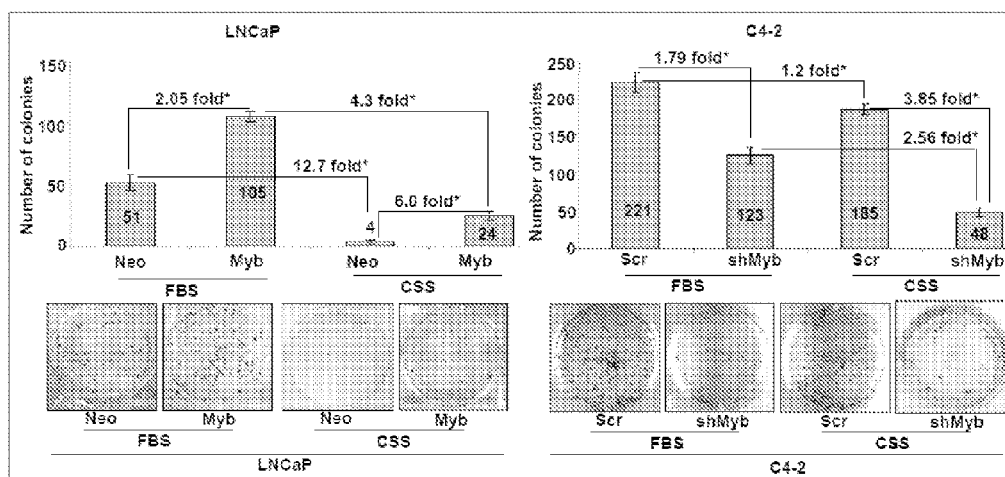 LNCaP
Number of colonies
150
100
50
0
2.05 fold*
4.3 fold*
12.7 fold*
6.0 fold*
51
105
4
24
Neo Myb Neo Myb
FBS CSS
Neo Myb Neo Myb
FBS CSS
LNCaP
C4-2
Number of colonies
250
200
150
100
50
0
1.79 fold*
1.2 fold*
3.85 fold*
2.56 fold*
221
123
185
48
Scr shMyb Scr shMyb
FBS CSS
Scr shMyb Scr shMyb
FBS CSS
C4-2